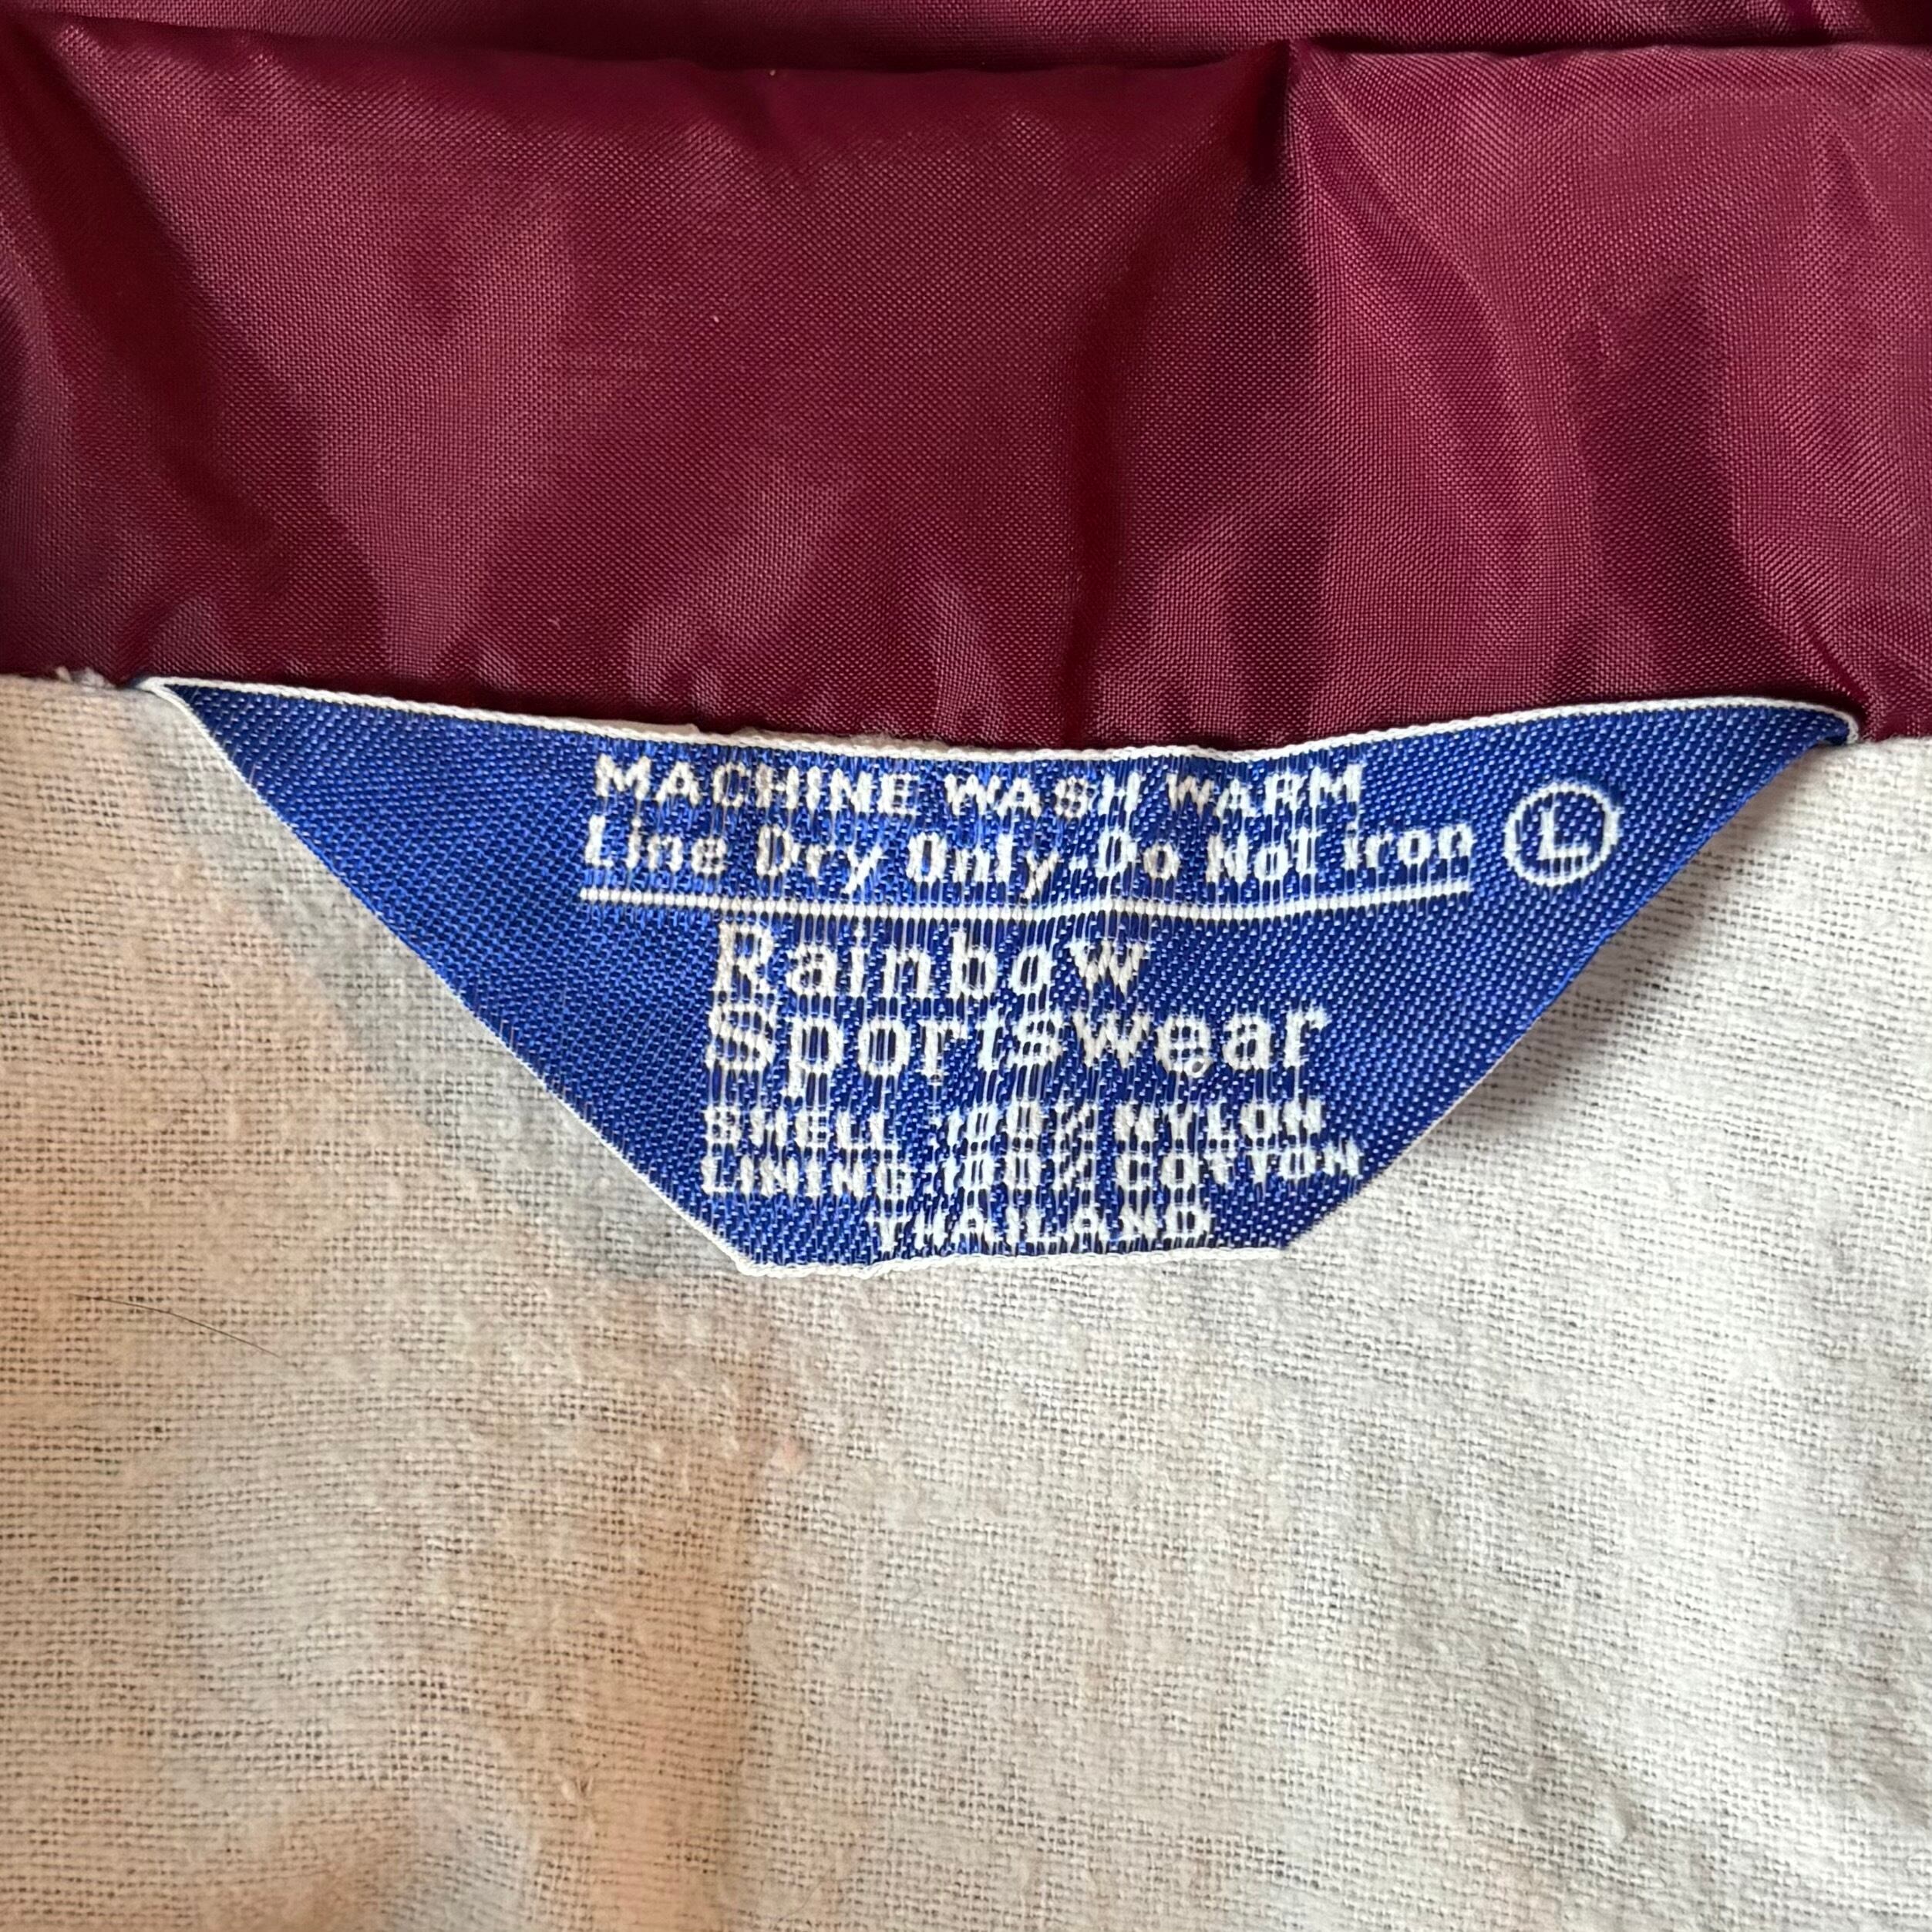 MACHINE WASH WARM
Line Dry Only-Do Not iron L
Rainbow
Sportswear
SHELL :100% NYLON
LINING:100% COTTON
THAILAND